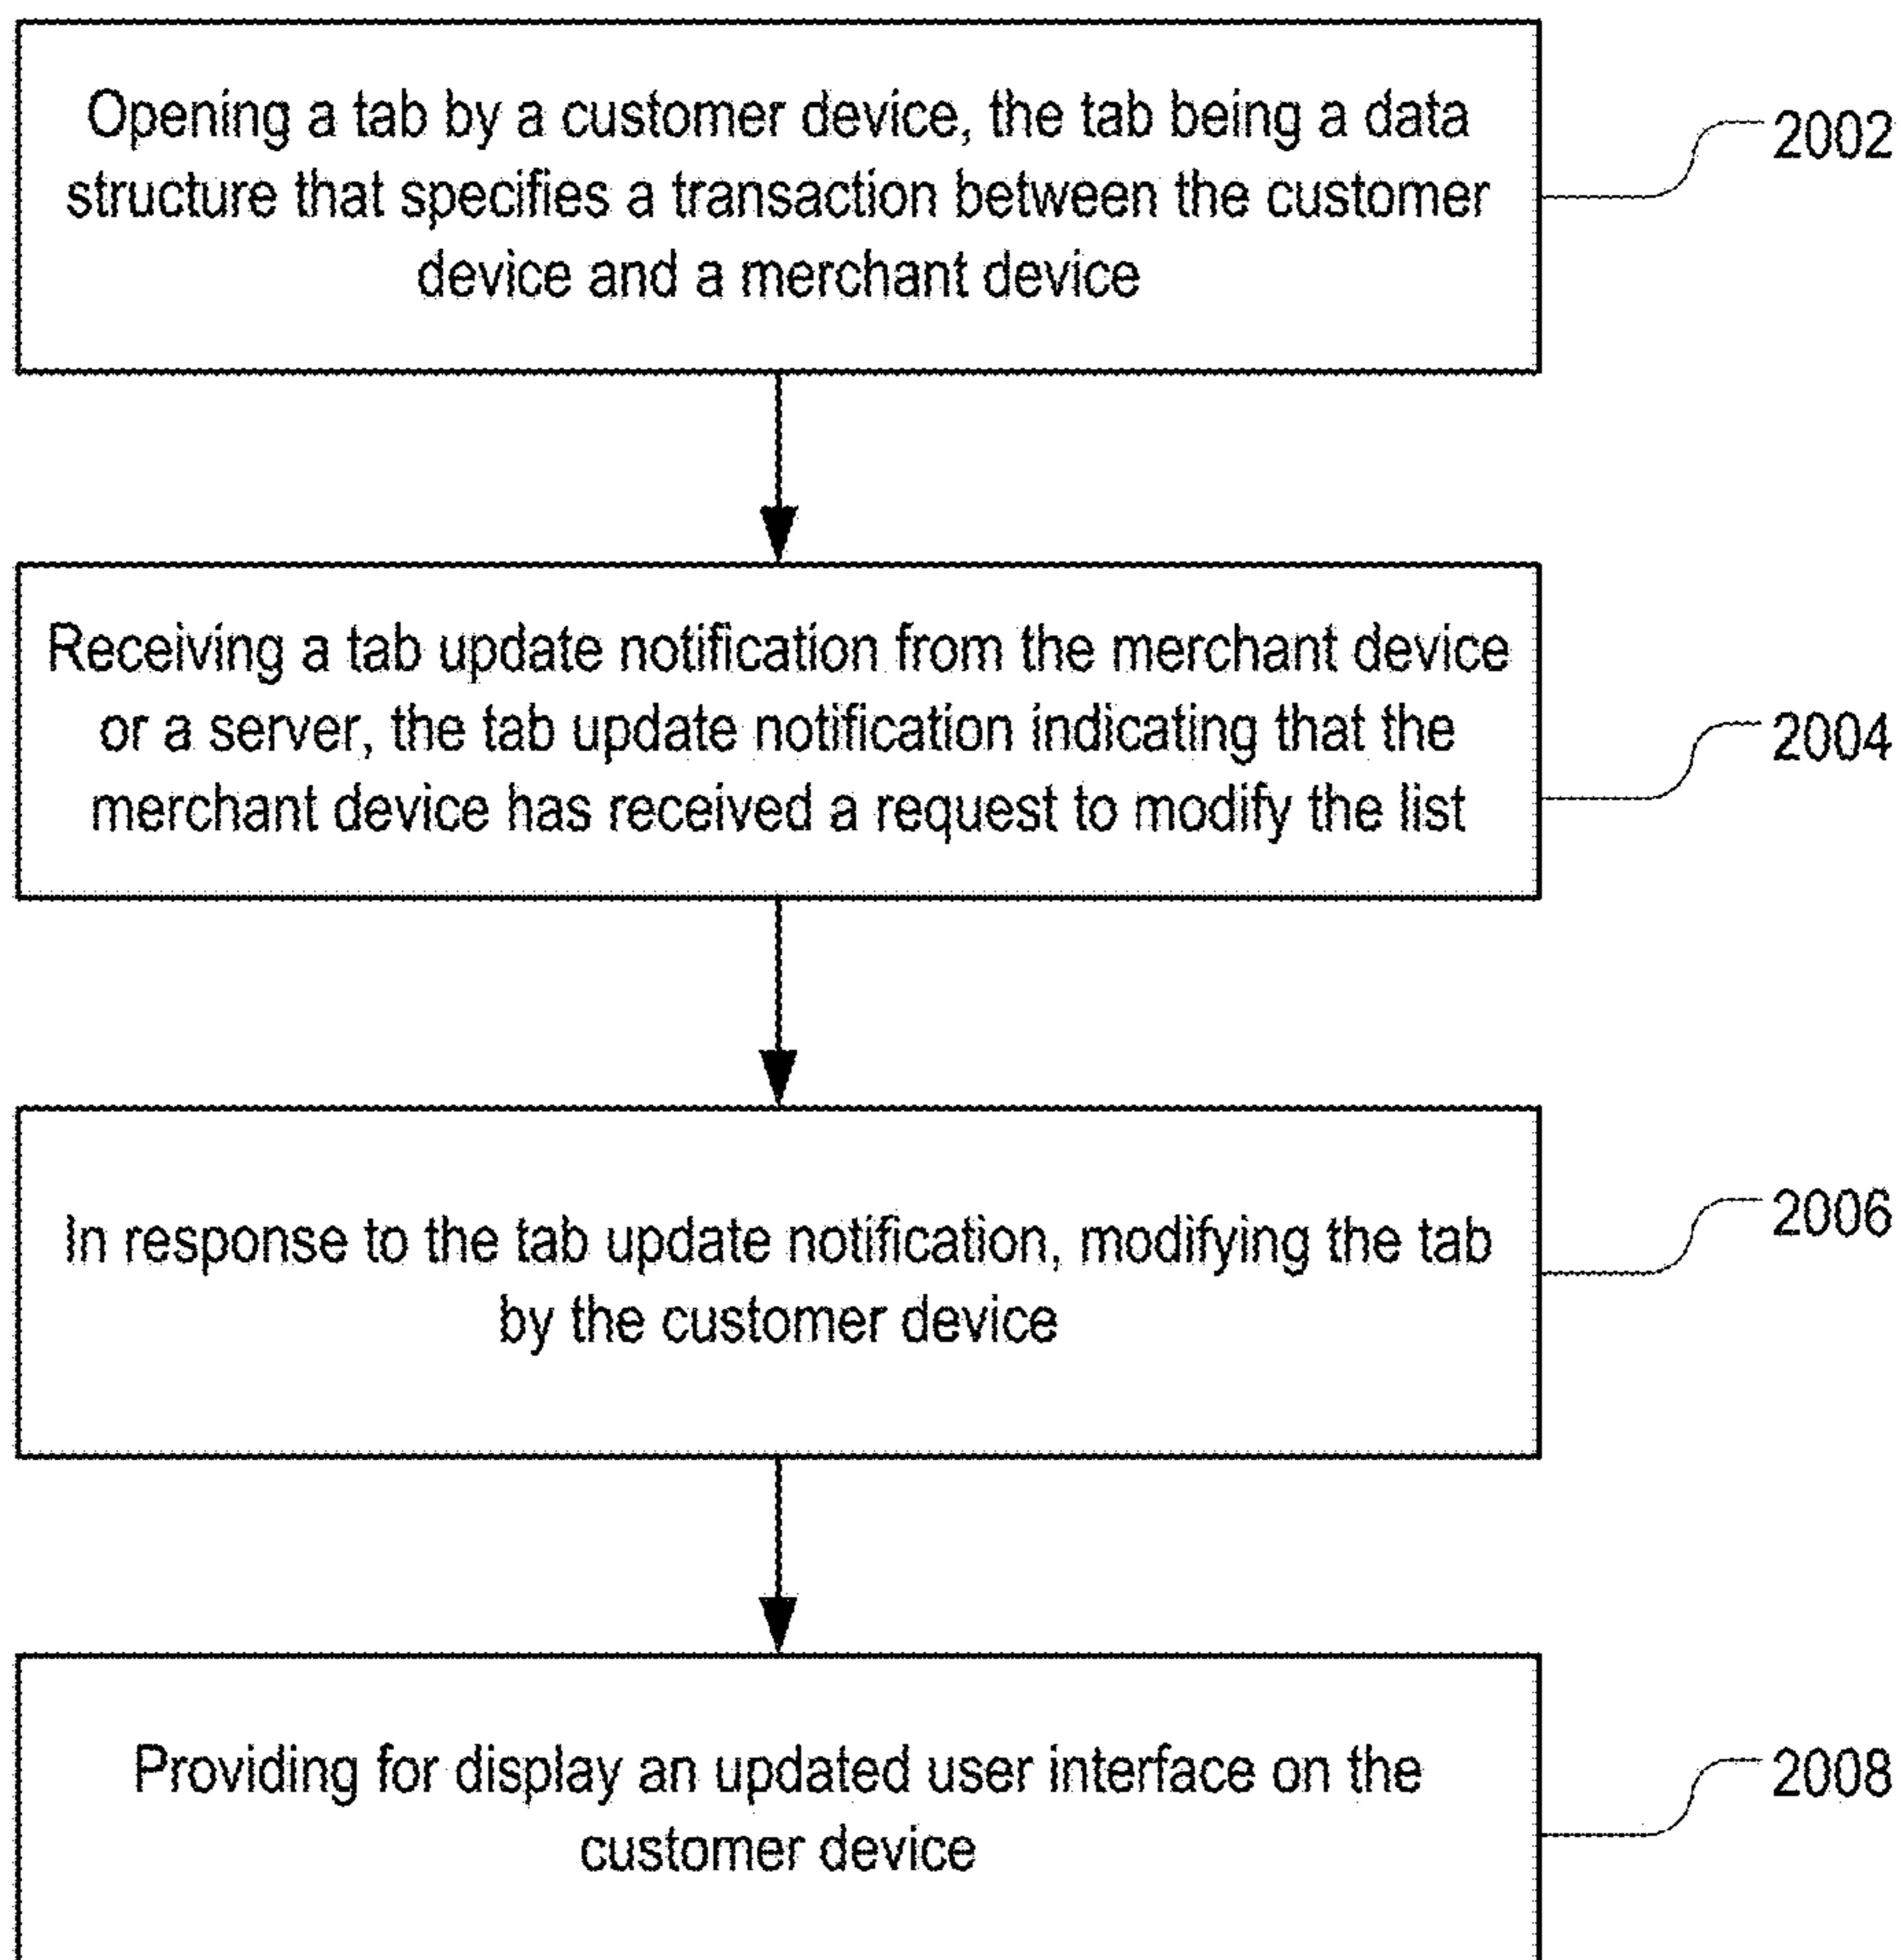 Opening a tab by a customer device, the tab being a data
structure that specifies a transaction between the customer
device and a merchant device
2002
Receiving a tab update notification from the merchant device
or a server, the tab update notification indicating that the
merchant device has received a request to modify the list
2004
In response to the tab update notification, modifying the tab
by the customer device
2006
Providing for display an updated user interface on the
customer device
2008